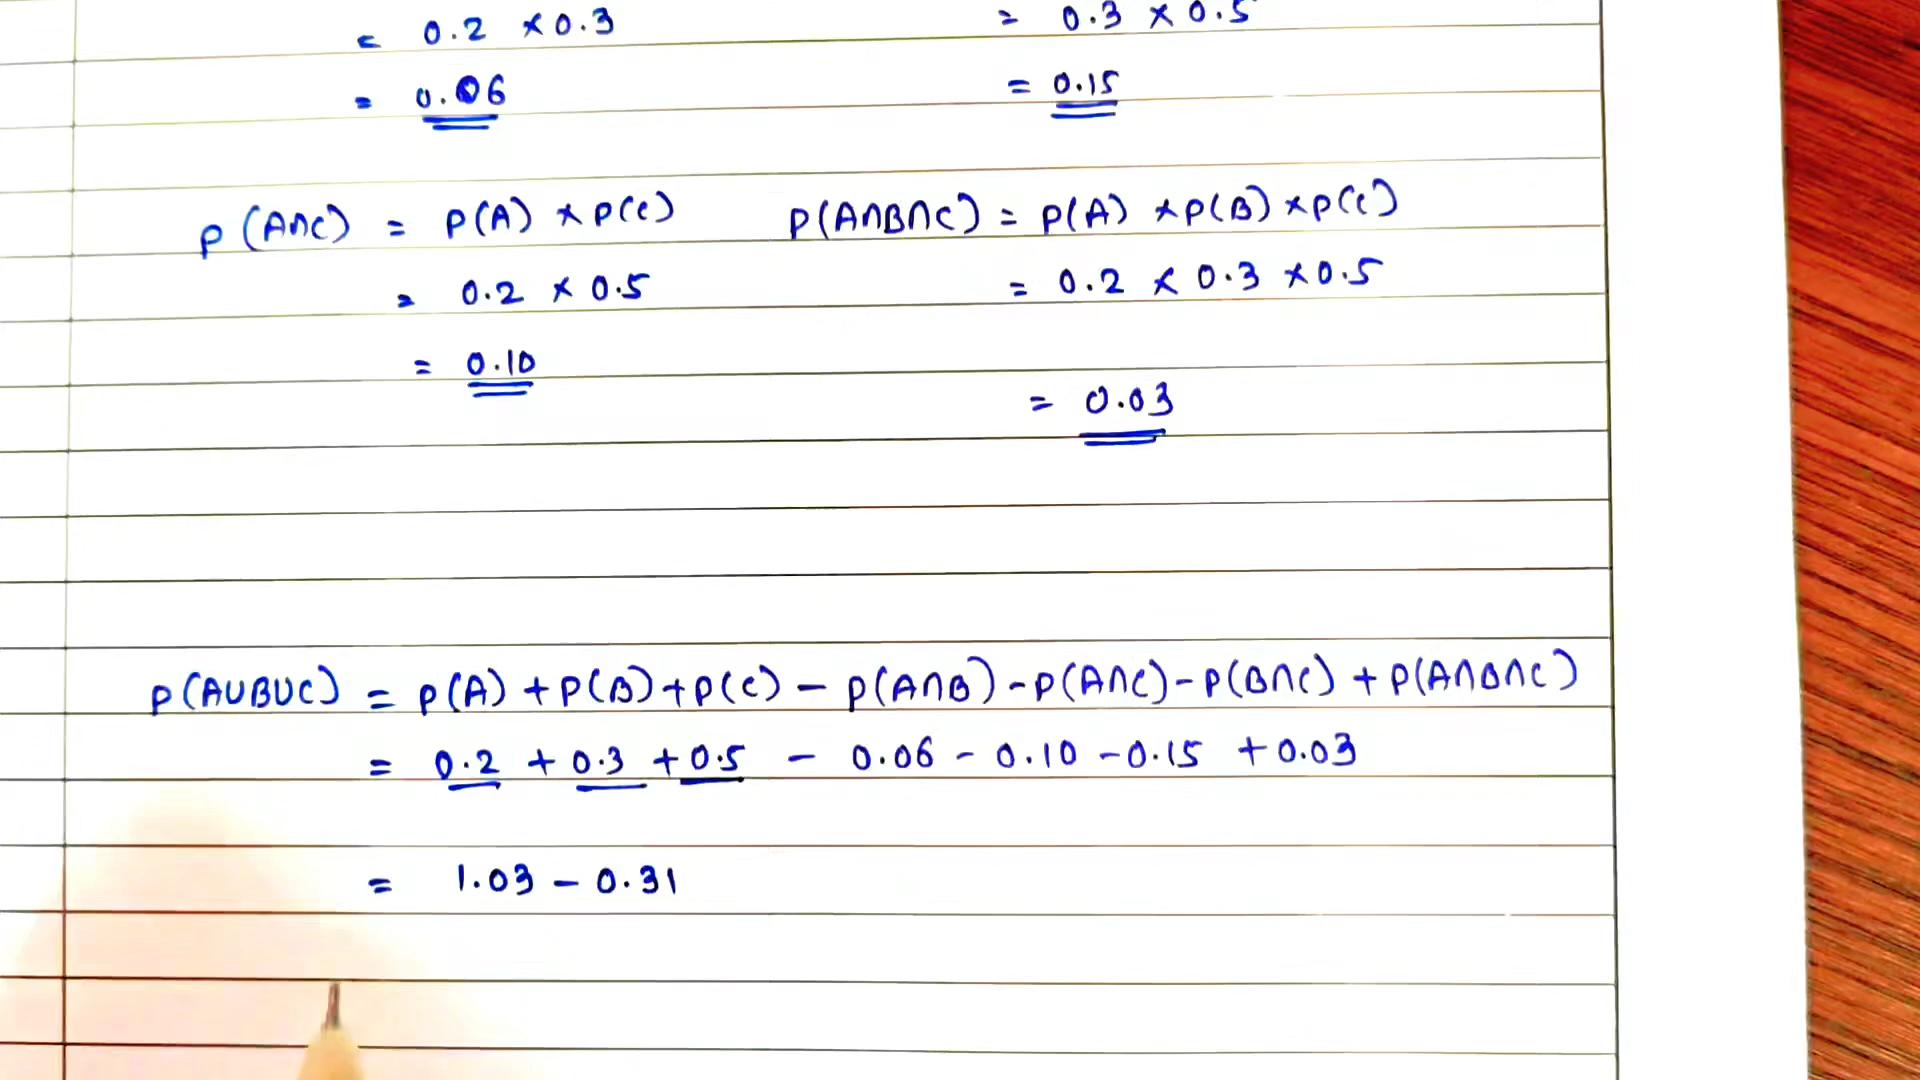 = 0.2 × 0.3
= 0.3 × 0.5
= 0.06
= 0.15
P(A∩C) = P(A) × P(C)
P(A∩B∩C) = P(A) × P(B) × P(C)
= 0.2 × 0.5
= 0.2 × 0.3 × 0.5
= 0.10
= 0.03
P(A∪B∪C) = P(A) + P(B) + P(C) - P(A∩B) - P(A∩C) - P(B∩C) + P(A∩B∩C)
= 0.2 + 0.3 + 0.5 - 0.06 - 0.10 - 0.15 + 0.03
= 1.03 - 0.31